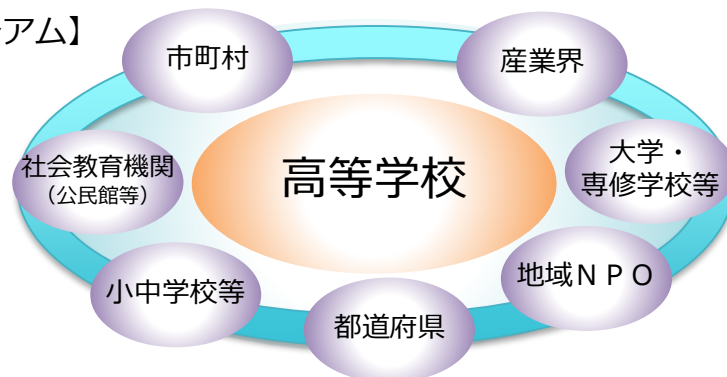 アム】
市町村
産業界
社会教育機関
（公民館等）
高等学校
大学・
専修学校等
小中学校等
地域ＮＰＯ
都道府県